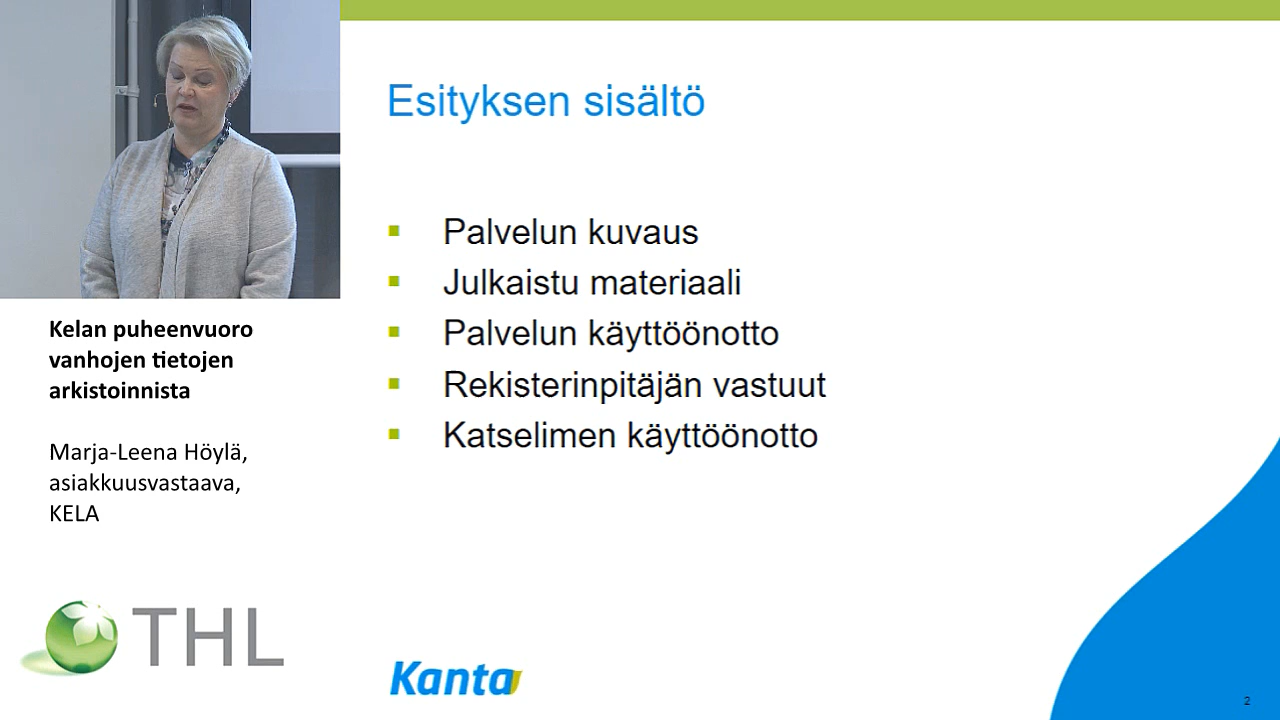 Esityksen sisältö
Palvelun kuvaus
Julkaistu materiaali
Palvelun käyttöönotto
Rekisterinpitäjän vastuut
Katselimen käyttöönotto
Kelan puheenvuoro
vanhojen tietojen
arkistoinnista
Marja-Leena Höylä,
asiakkuusvastaava,
KELA
THL
Kanta
2